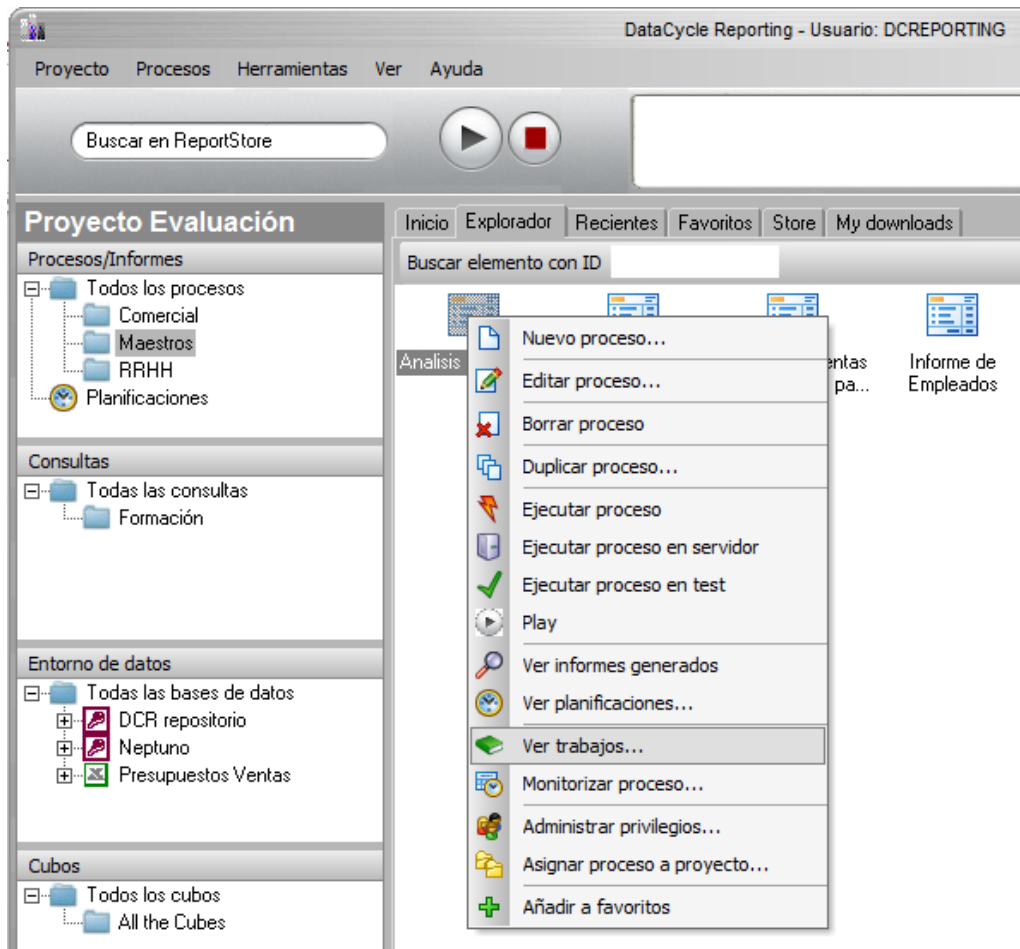 DataCycle Reporting - Usuario: DCREPORTING
Proyecto Procesos Herramientas Ver Ayuda
Buscar en ReportStore
Proyecto Evaluación
Procesos/Informes
Todos los procesos
Comercial
Maestros
RRHH
Planificaciones
Consultas
Todas las consultas
Formación
Entorno de datos
Todas las bases de datos
DCR repositorio
Neptuno
Presupuestos Ventas
Cubos
Todos los cubos
All the Cubes
Inicio Explorador Recientes Favoritos Store My downloads
Buscar elemento con ID
Analisis
entas
pa...
Informe de
Empleados
Nuevo proceso...
Editar proceso...
Borrar proceso
Duplicar proceso...
Ejecutar proceso
Ejecutar proceso en servidor
Ejecutar proceso en test
Play
Ver informes generados
Ver planificaciones...
Ver trabajos...
Monitorizar proceso...
Administrar privilegios...
Asignar proceso a proyecto...
Añadir a favoritos